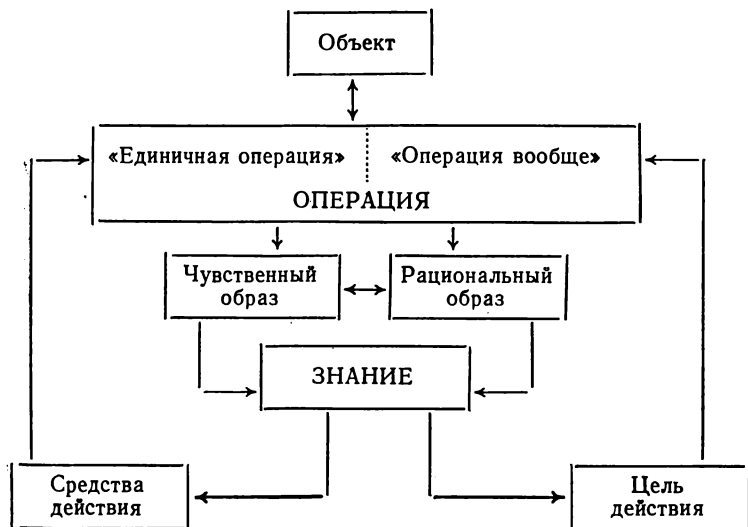 Объект
«Единичная операция» «Операция вообще»
ОПЕРАЦИЯ
Чувственный
образ
Рациональный
образ
ЗНАНИЕ
Средства
действия
Цель
действия